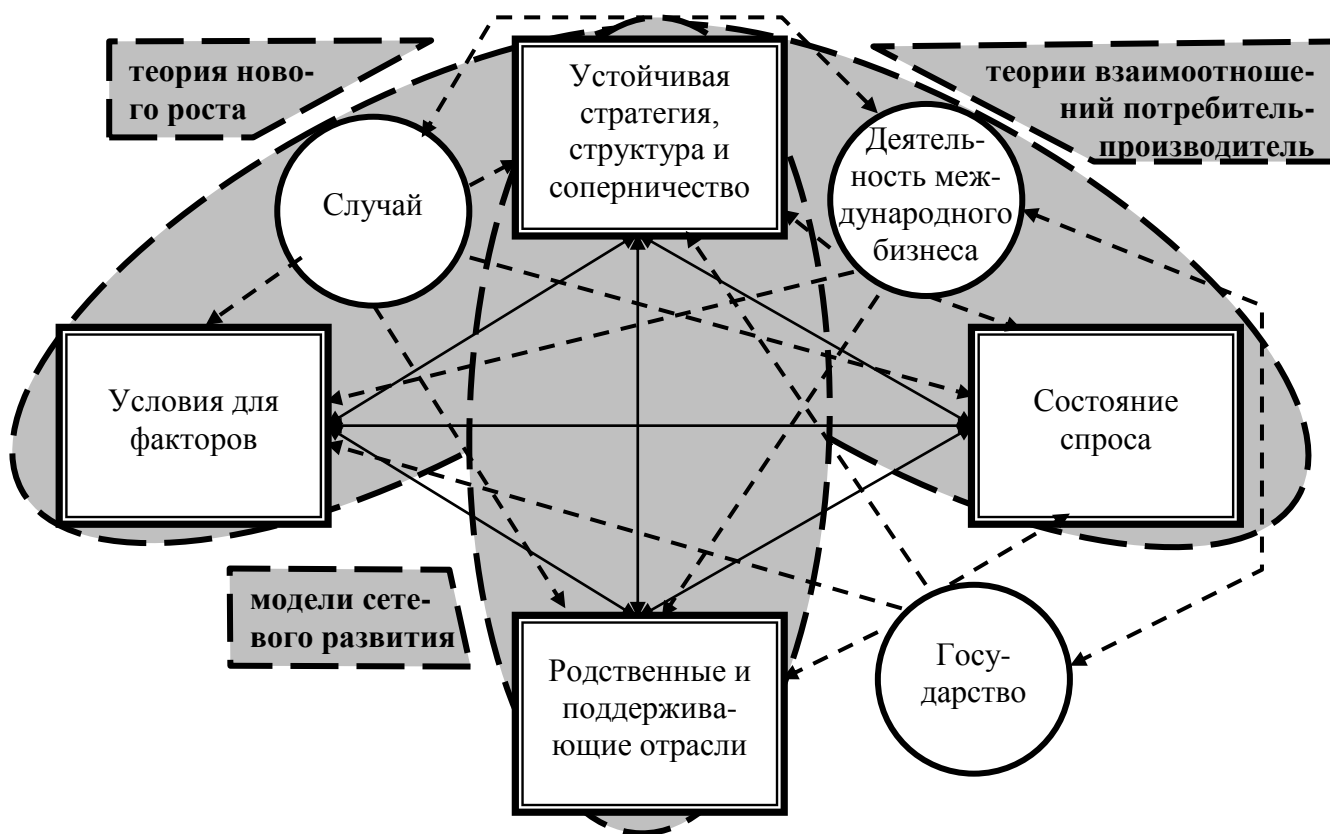 теория ново-
го роста
Устойчивая
стратегия,
структура и
соперничество
теории взаимоотноше-
ний потребитель-
производитель
Случай
Деятель-
ность меж-
дународного
бизнеса
Условия для
факторов
Состояние
спроса
модели сете-
вого развития
Родственные и
поддержива-
ющие отрасли
Госу-
дарство